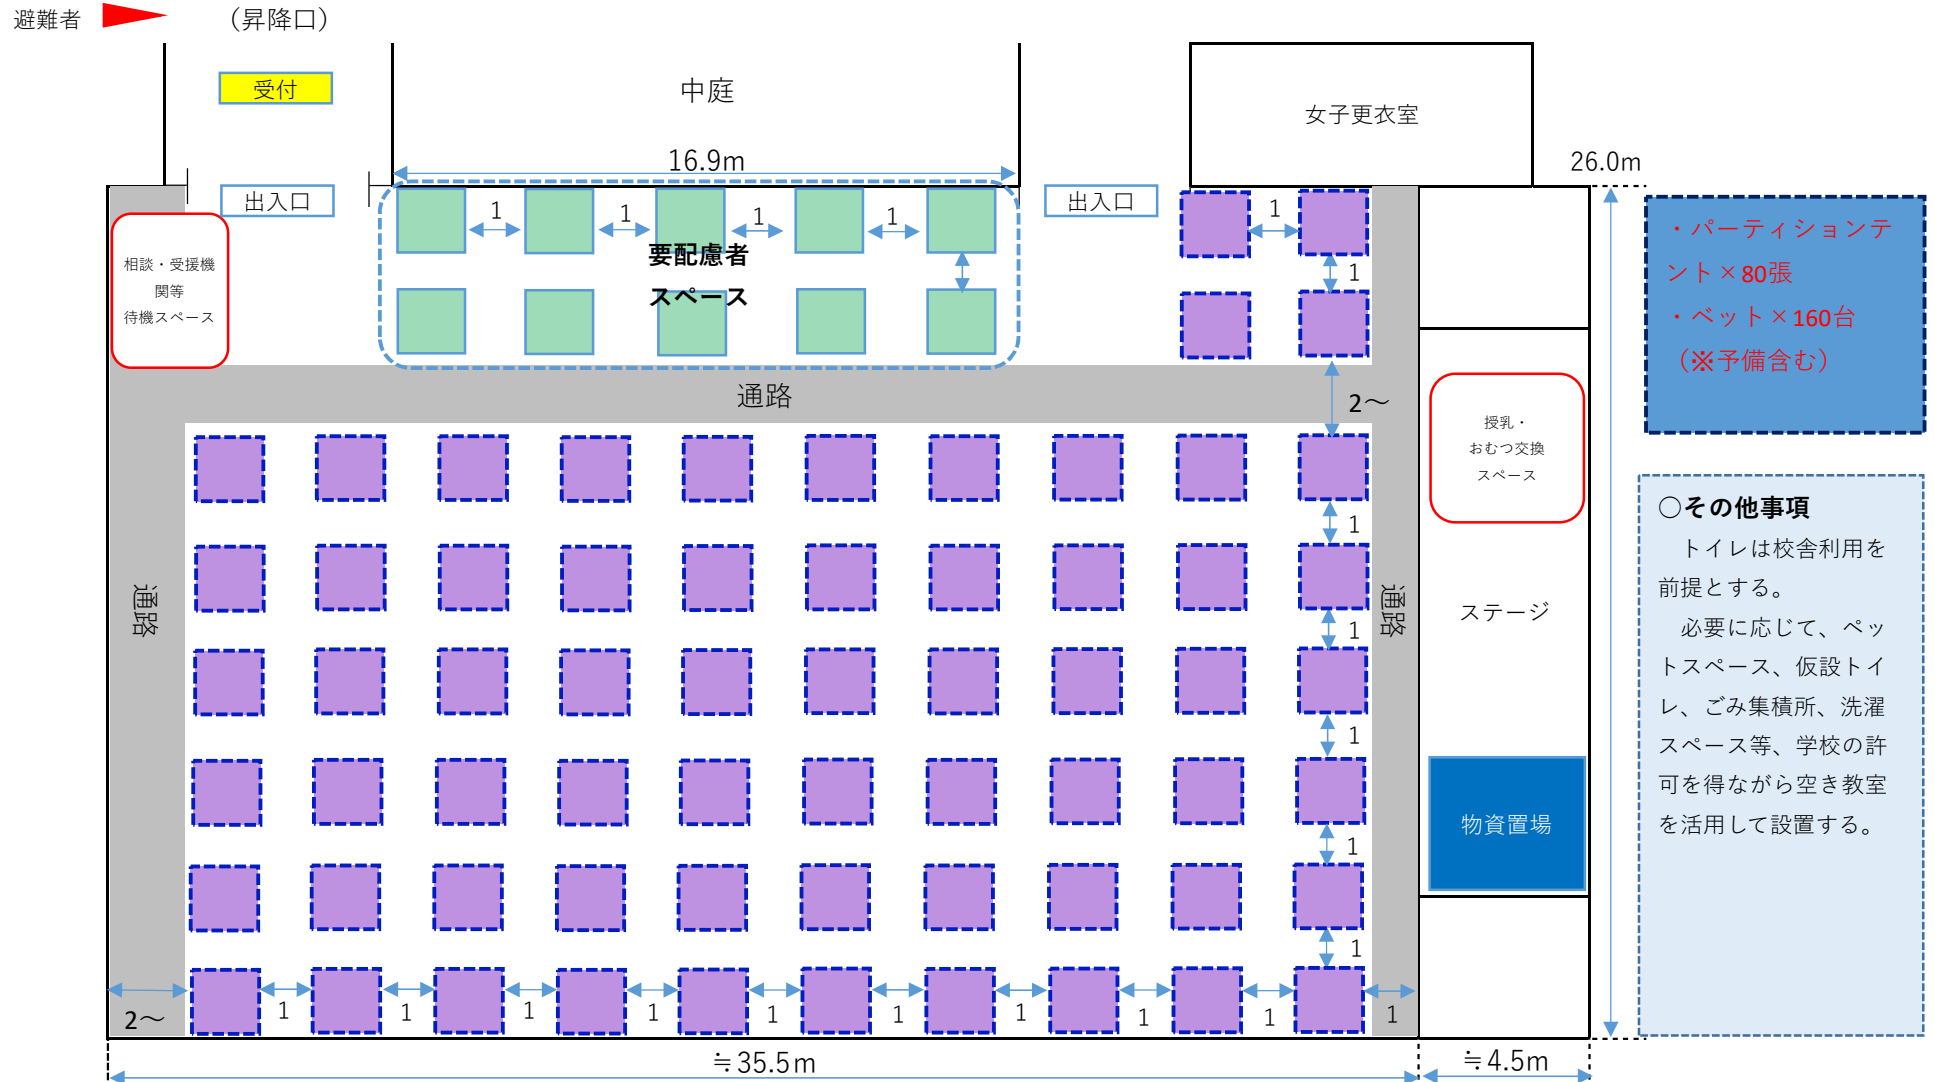 避難者
（昇降口）
受付
中庭
女子更衣室
16.9m
26.0m
出入口
出入口
1
1
1
1
1
相談・受援機
関等
待機スペース
要配慮者
スペース
1
・パーティションテ
ント×80張
・ベット×160台
（※予備含む）
通路
2～
授乳・
おむつ交換
スペース
○その他事項
トイレは校舎利用を
前提とする。
必要に応じて、ペッ
トスペース、仮設トイ
レ、ごみ集積所、洗濯
スペース等、学校の許
可を得ながら空き教室
を活用して設置する。
1
通路
通路
ステージ
1
1
1
物資置場
1
2～
1
1
1
1
1
1
1
1
1
1
≒35.5m
≒4.5m